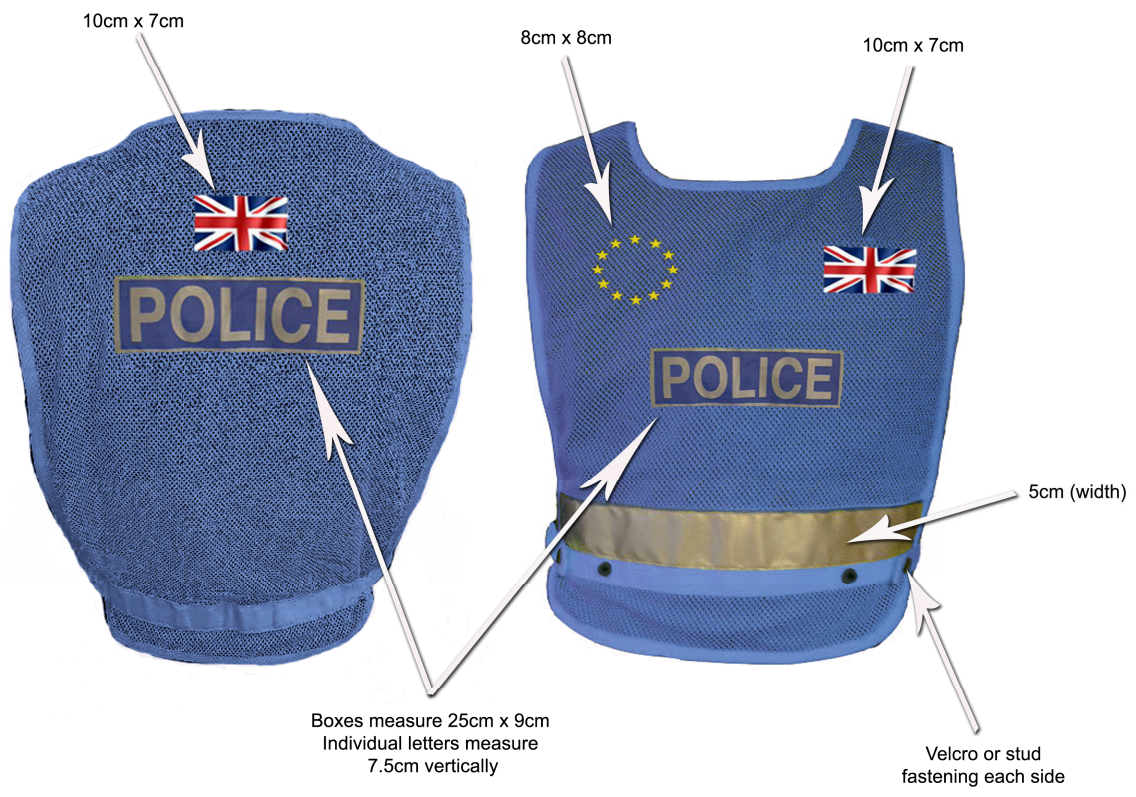 10cm x 7cm
8cm x 8cm
10cm x 7cm
POLICE
POLICE
5cm (width)
Boxes measure 25cm x 9cm
Individual letters measure
7.5cm vertically
Velcro or stud
fastening each side